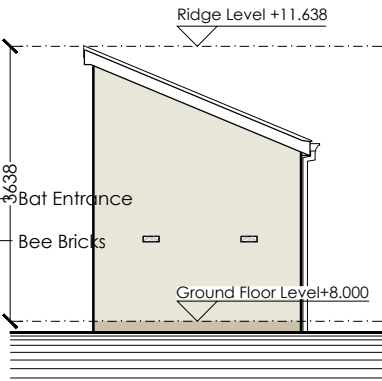 Ridge Level +11.638
3638
Bat Entrance
Bee Bricks
Ground Floor Level+8.000